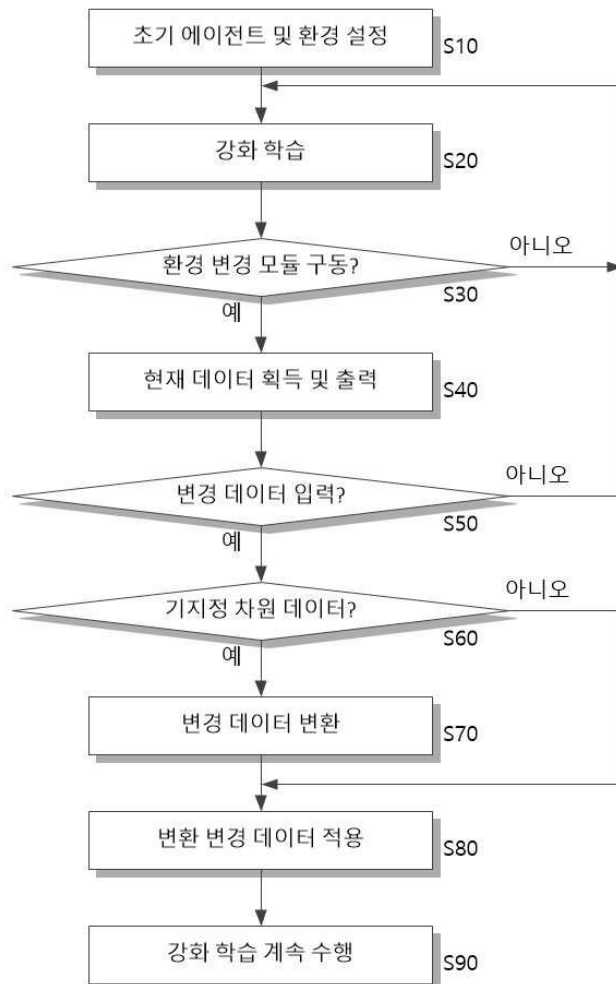 초기 에이전트 및 환경 설정
S10
강화 학습
S20
환경 변경 모듈 구동?
아니오
S30
예
현재 데이터 획득 및 출력
S40
변경 데이터 입력?
아니오
S50
예
기지정 차원 데이터?
아니오
S60
예
변경 데이터 변환
S70
변환 변경 데이터 적용
S80
강화 학습 계속 수행
S90